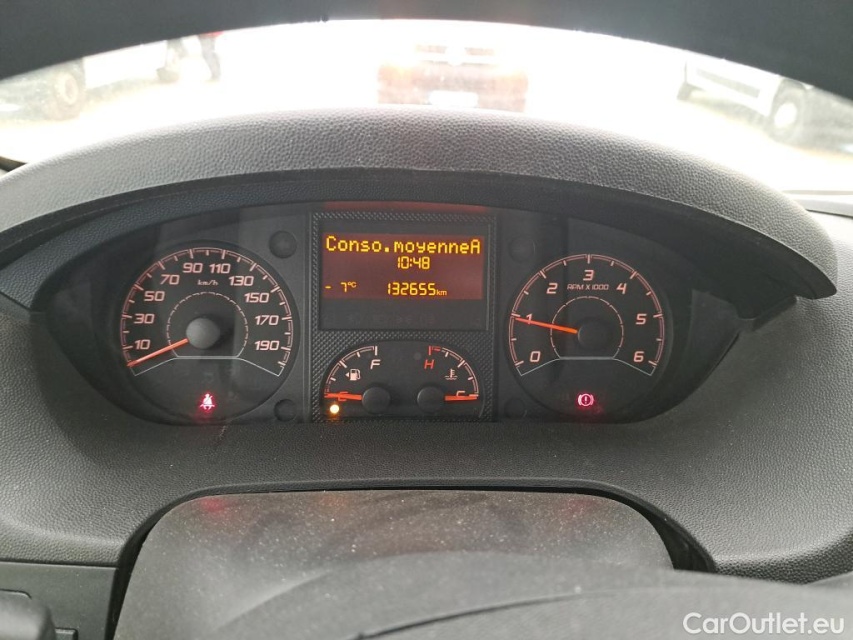 Conso.moyenneA
10:48
- 7°C 132655km
10 30 50 70 90 110 130 150 170 190
km/h
F
E
H
C
0 1 2 3 4 5 6
RPM X 1000
CarOutlet.eu